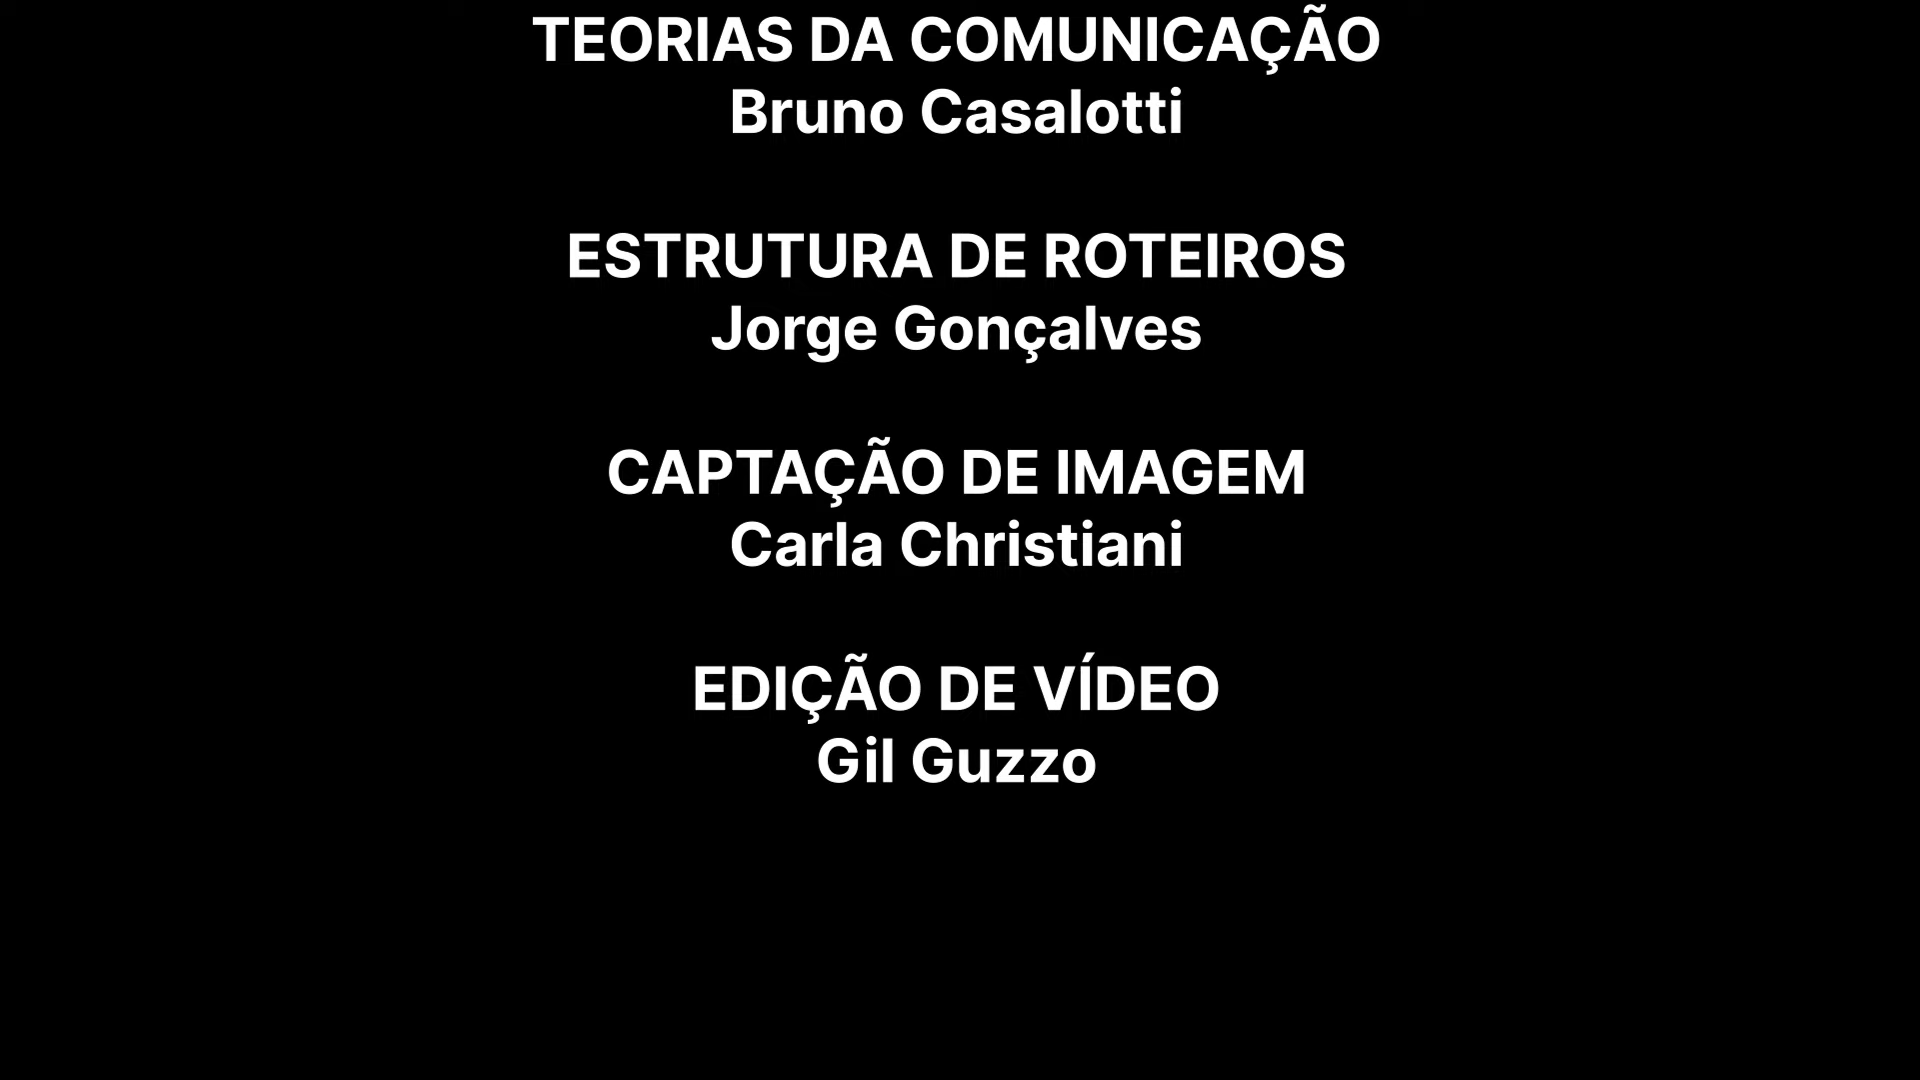 TEORIAS DA COMUNICAÇÃO
Bruno Casalotti
ESTRUTURA DE ROTEIROS
Jorge Gonçalves
CAPTAÇÃO DE IMAGEM
Carla Christiani
EDIÇÃO DE VÍDEO
Gil Guzzo